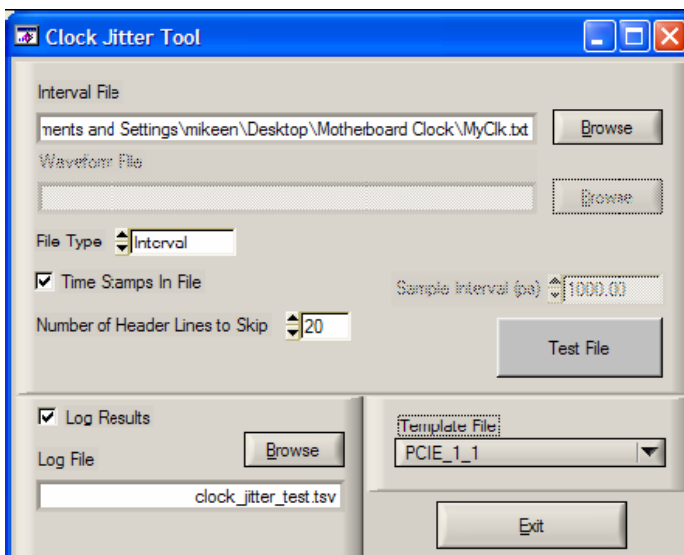 Clock Jitter Tool
Interval File
ments and Settings\mikeen\Desktop\Motherboard Clock\MyClk.txt
Browse
Waveform File
Browse
File Type
Interval
Time Stamps In File
Sample Interval (ps)
1000.00
Number of Header Lines to Skip
20
Test File
Log Results
Log File
Browse
clock_jitter_test.tsv
Template File
PCIE_1_1
Exit